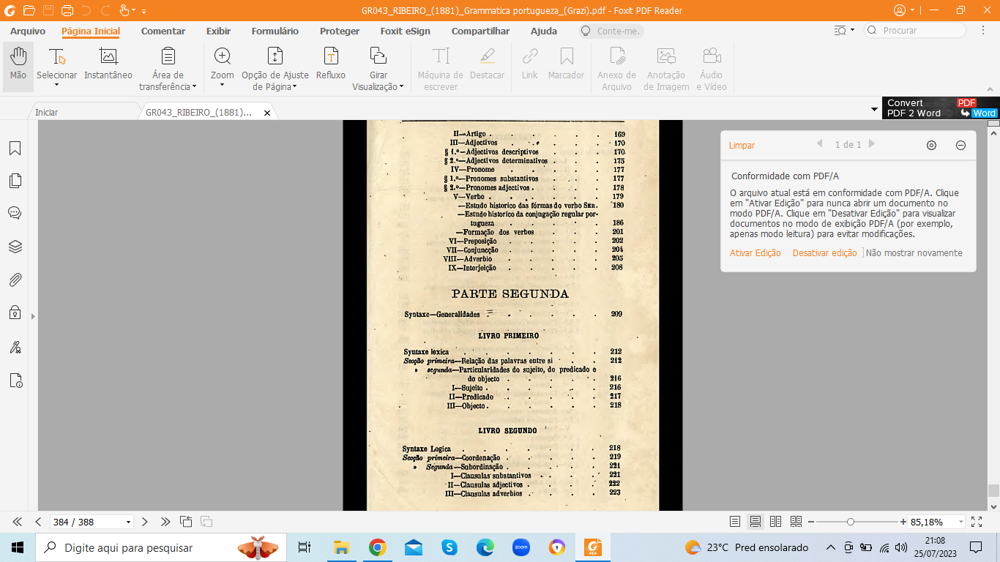 GR043_RIBEIRO_(1881)_Grammatica portugueza_(Grazi).pdf - Foxit PDF Reader
Arquivo Página Inicial Comentar Exibir Formulário Proteger Foxit eSign Compartilhar Ajuda Conte-me. Procurar
Mão Selecionar Instantâneo Área de transferência Zoom Opção de Ajuste de Página Refluxo Girar Visualização Máquina de escrever Destacar Link Marcador Anexo de Arquivo Anotação de Imagem Áudio e Vídeo
Iniciar GR043_RIBEIRO_(1881)...
Convert PDF
PDF 2 Word Word
II—Artigo . . . . . . 169
III—Adjectivos . . . . . 170
§ 1.º—Adjectivos descriptivos . . . 170
§ 2.º—Adjectivos determinativos . . . 175
IV—Pronome . . . . . 177
§ 1.º—Pronomes substantivos . . . 177
§ 2.º—Pronomes adjectivos . . . . 178
V—Verbo . . . . . . 179
—Estudo historico das fórmas do verbo SER. 180
—Estudo historico da conjugação regular por-
tugueza . . . . . 186
—Formação dos verbos . . . 201
VI—Preposição . . . . . 202
VII—Conjuncção . . . . . 204
VIII—Adverbio . . . . . 205
IX—Interjeição . . . . . 208
PARTE SEGUNDA
Syntaxe—Generalidades . . . . . . 209
LIVRO PRIMEIRO
Syntaxe lexica . . . . . . . 212
Secção primeira—Relação das palavras entre si . . 212
» segunda—Particularidades do sujeito, do predicado e
do objecto . . . . . 216
I—Sujeito . . . . . . 216
II—Predicado . . . . . 217
III—Objecto . . . . . . 218
LIVRO SEGUNDO
Syntaxe Logica . . . . . . . 218
Secção primeira—Coordenação . . . . . 219
» Segunda—Subordinação . . . . . 221
I—Clausulas substantivos . . . . 221
II—Clausulas adjectivos . . . . 222
III—Clausulas adverbios . . . . 223
Limpar 1 de 1
Conformidade com PDF/A
O arquivo atual está em conformidade com PDF/A. Clique
em "Ativar Edição" para nunca abrir um documento no
modo PDF/A. Clique em "Desativar Edição" para visualizar
documentos no modo de exibição PDF/A (por exemplo,
apenas modo leitura) para evitar modificações.
Ativar Edição Desativar edição Não mostrar novamente
384 / 388 85,18%
Digite aqui para pesquisar zoom PDF 23°C Pred ensolarado 21:08
25/07/2023